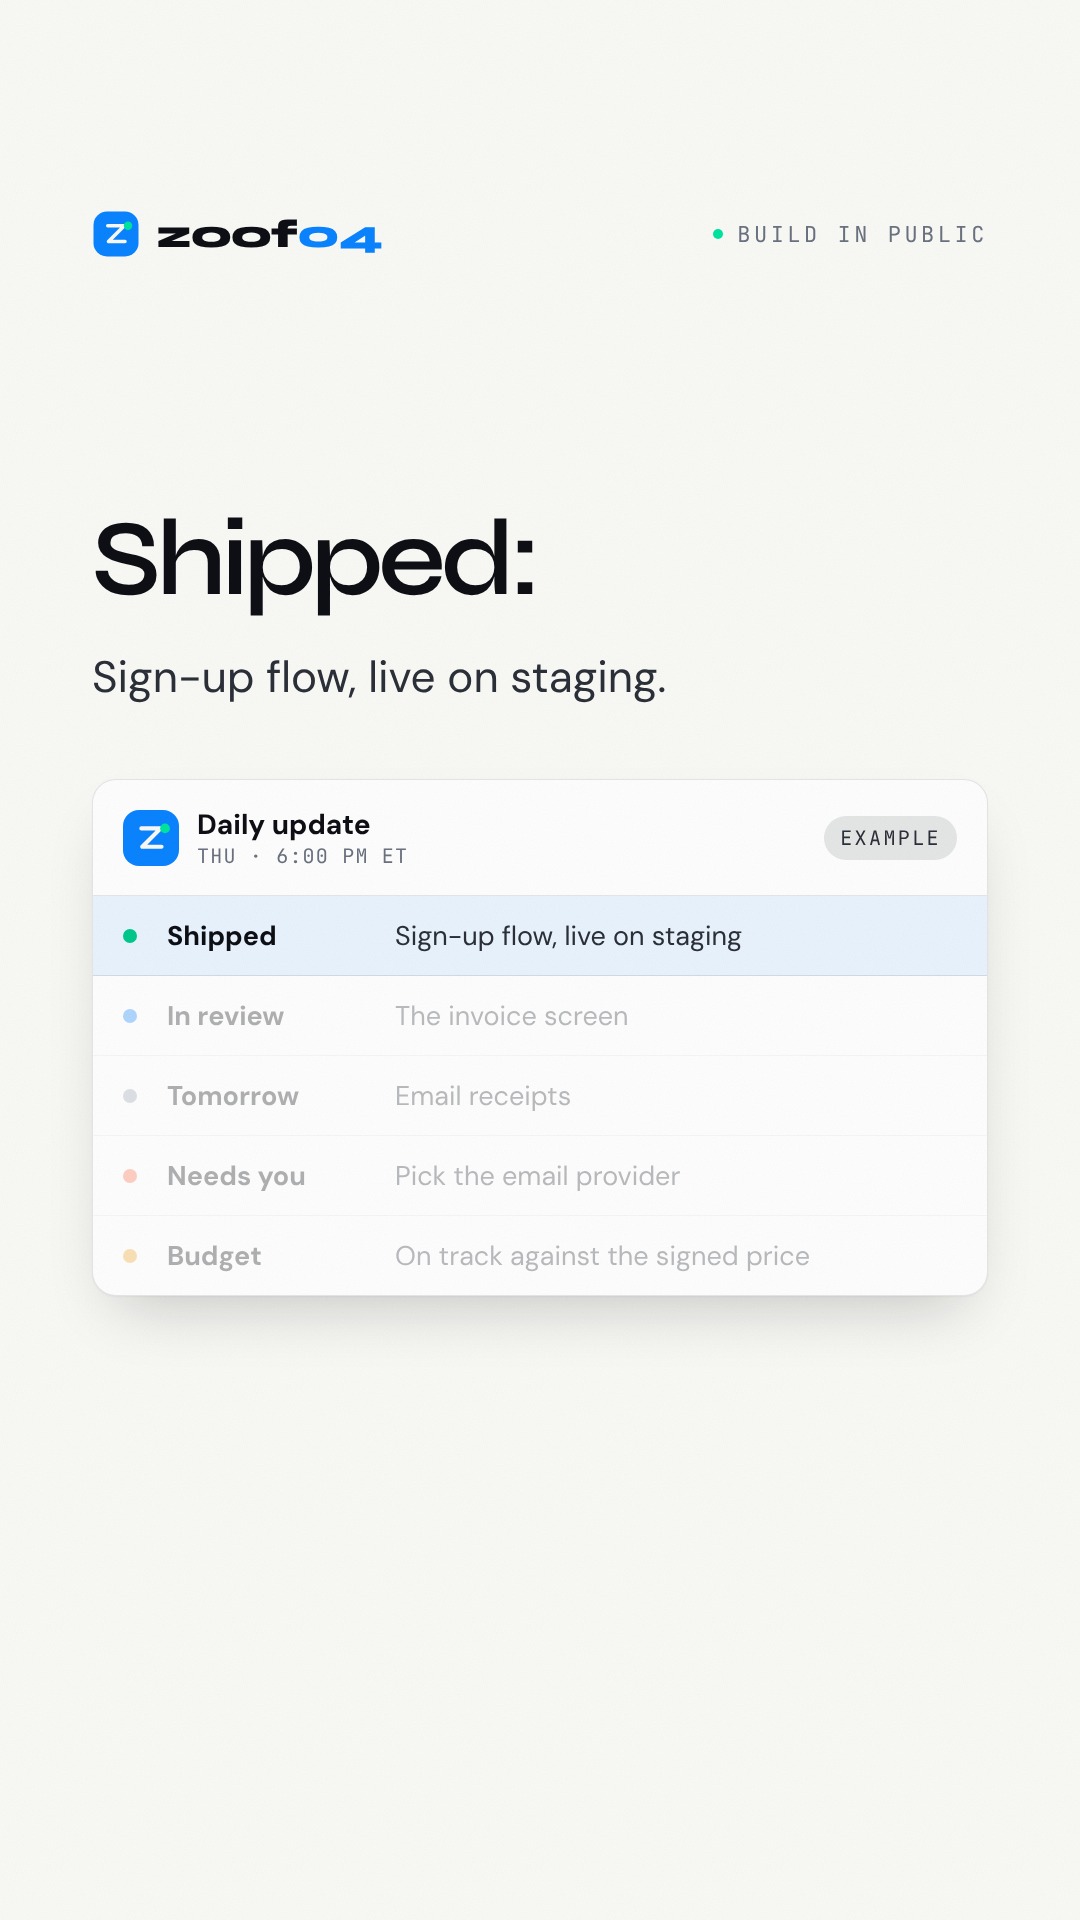 zoof04
BUILD IN PUBLIC
Shipped:
Sign-up flow, live on staging.
Daily update
THU · 6:00 PM ET
EXAMPLE
Shipped Sign-up flow, live on staging
In review The invoice screen
Tomorrow Email receipts
Needs you Pick the email provider
Budget On track against the signed price